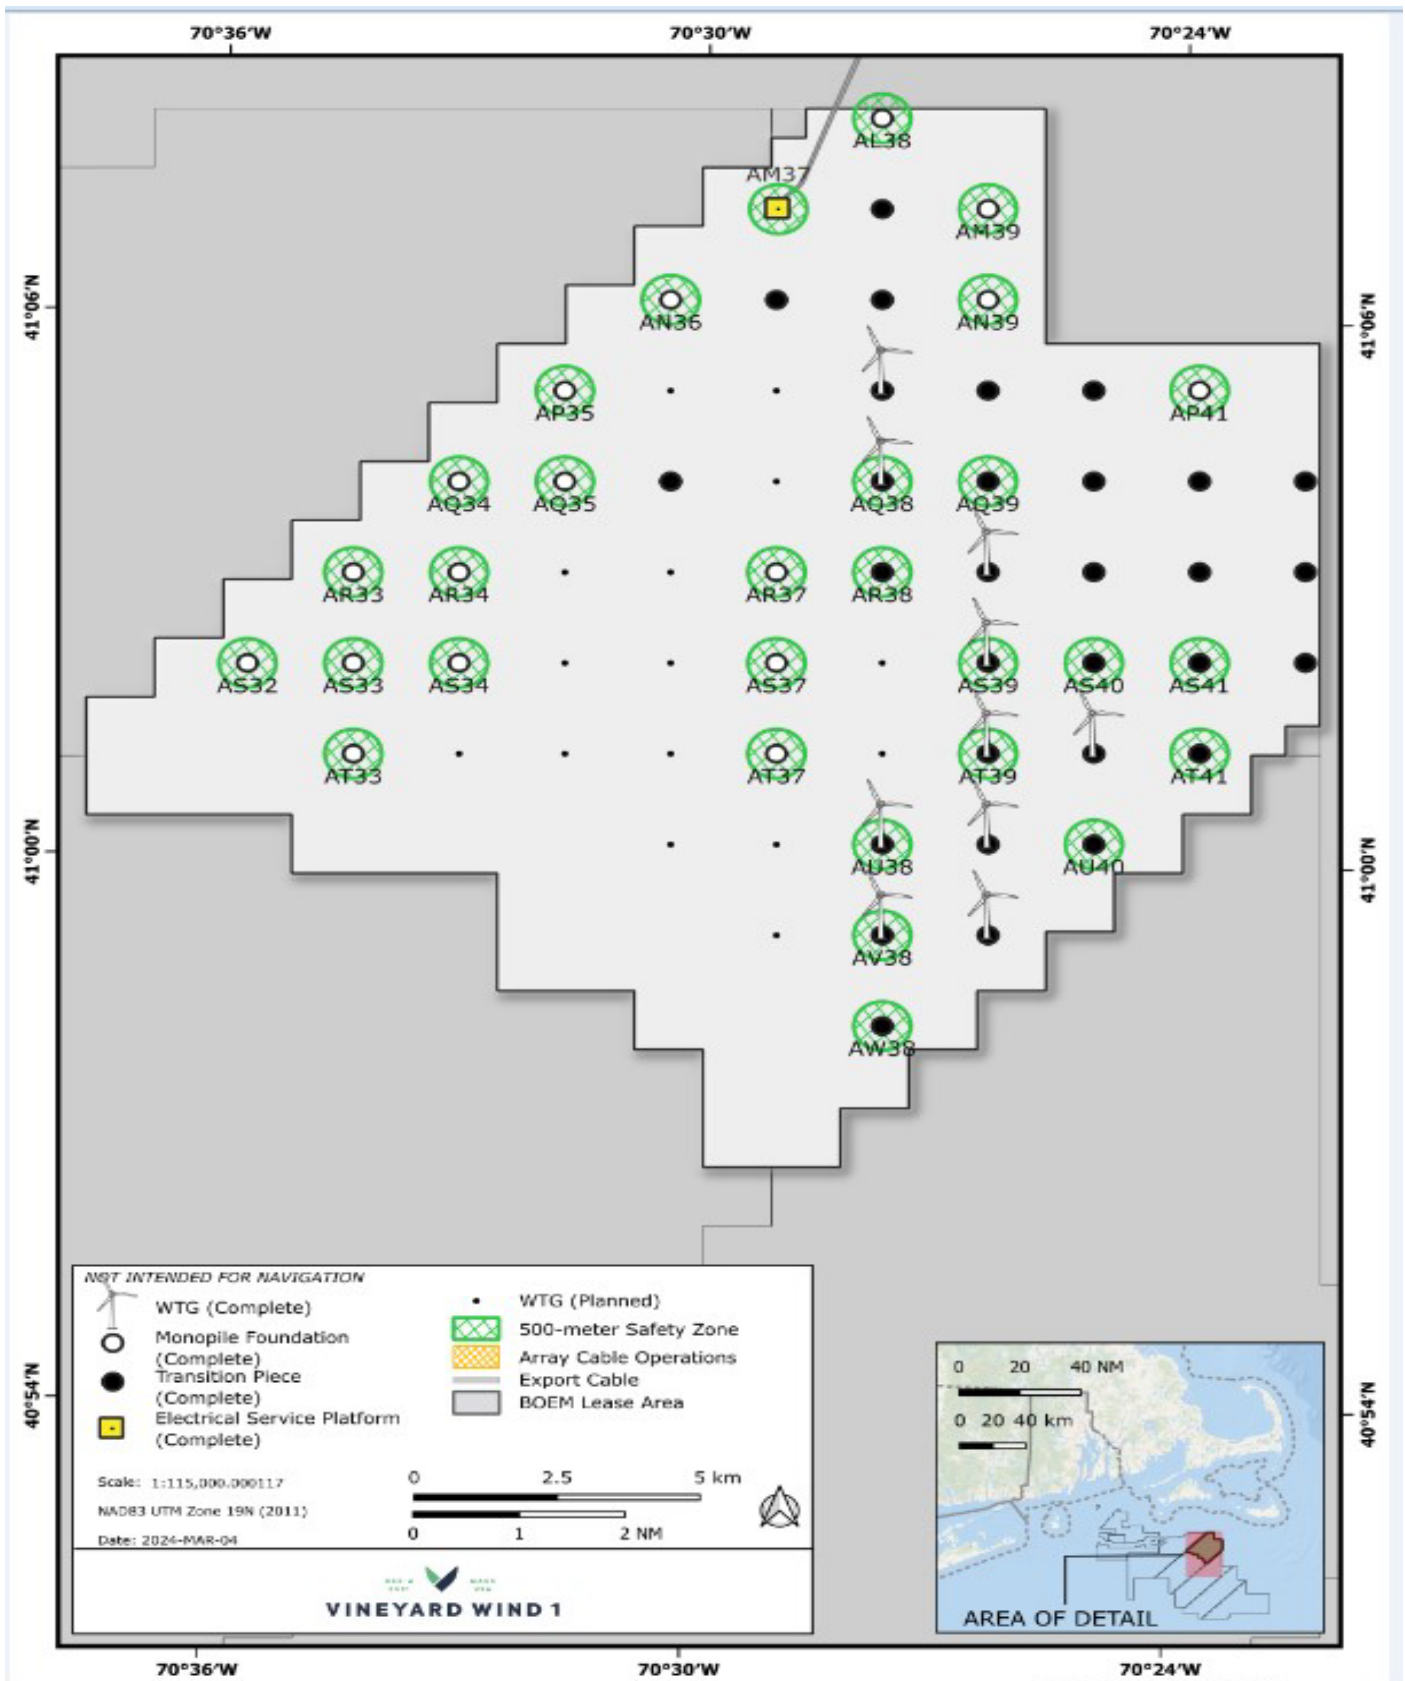 70°36'W 70°30'W 70°24'W
AL38
AM37
AM39
41°06'N
41°06'N
AN36 AN39
AP35 AP41
AQ34 AQ35 AQ38 AQ39
AR33 AR34 AR37 AR38
AS32 AS33 AS34 AS37 AS39 AS40 AS41
AT33 AT37 AT39 AT41
41°00'N
41°00'N
AU38 AU40
AV38
AW38
NOT INTENDED FOR NAVIGATION
WTG (Complete)
Monopile Foundation
(Complete)
Transition Piece
(Complete)
Electrical Service Platform
(Complete)
WTG (Planned)
500-meter Safety Zone
Array Cable Operations
Export Cable
BOEM Lease Area
Scale: 1:115,000.000117
NAD83 UTM Zone 19N (2011)
Date: 2024-MAR-04
0 2.5 5 km
0 1 2 NM
VINEYARD WIND 1
40°54'N
40°54'N
0 20 40 NM
0 20 40 km
AREA OF DETAIL
70°36'W 70°30'W 70°24'W